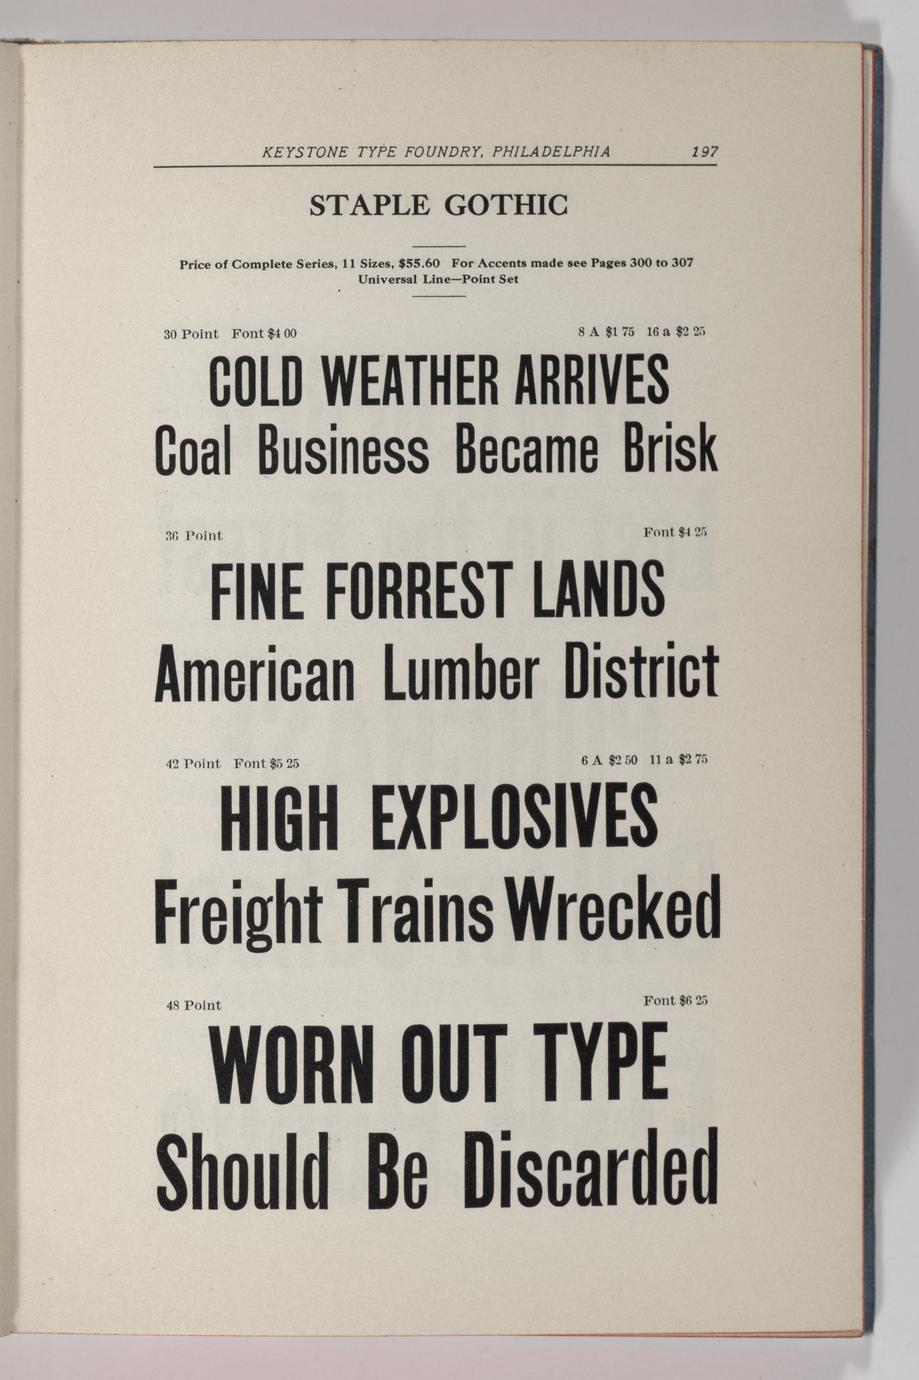 KEYSTONE TYPE FOUNDRY, PHILADELPHIA 197
STAPLE GOTHIC
Price of Complete Series, 11 Sizes, $55.60 For Accents made see Pages 300 to 307
Universal Line—Point Set
30 Point Font $4 00 8 A $1 75 16 a $2 25
COLD WEATHER ARRIVES
Coal Business Became Brisk
36 Point Font $4 25
FINE FORREST LANDS
American Lumber District
42 Point Font $5 25 6 A $2 50 11 a $2 75
HIGH EXPLOSIVES
Freight Trains Wrecked
48 Point Font $6 25
WORN OUT TYPE
Should Be Discarded